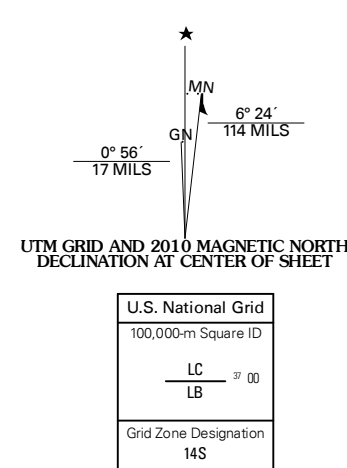 ★
MN
6° 24´
114 MILS
GN
0° 56´
17 MILS
UTM GRID AND 2010 MAGNETIC NORTH
DECLINATION AT CENTER OF SHEET
U.S. National Grid
100,000-m Square ID
LC
37 00
LB
Grid Zone Designation
14S